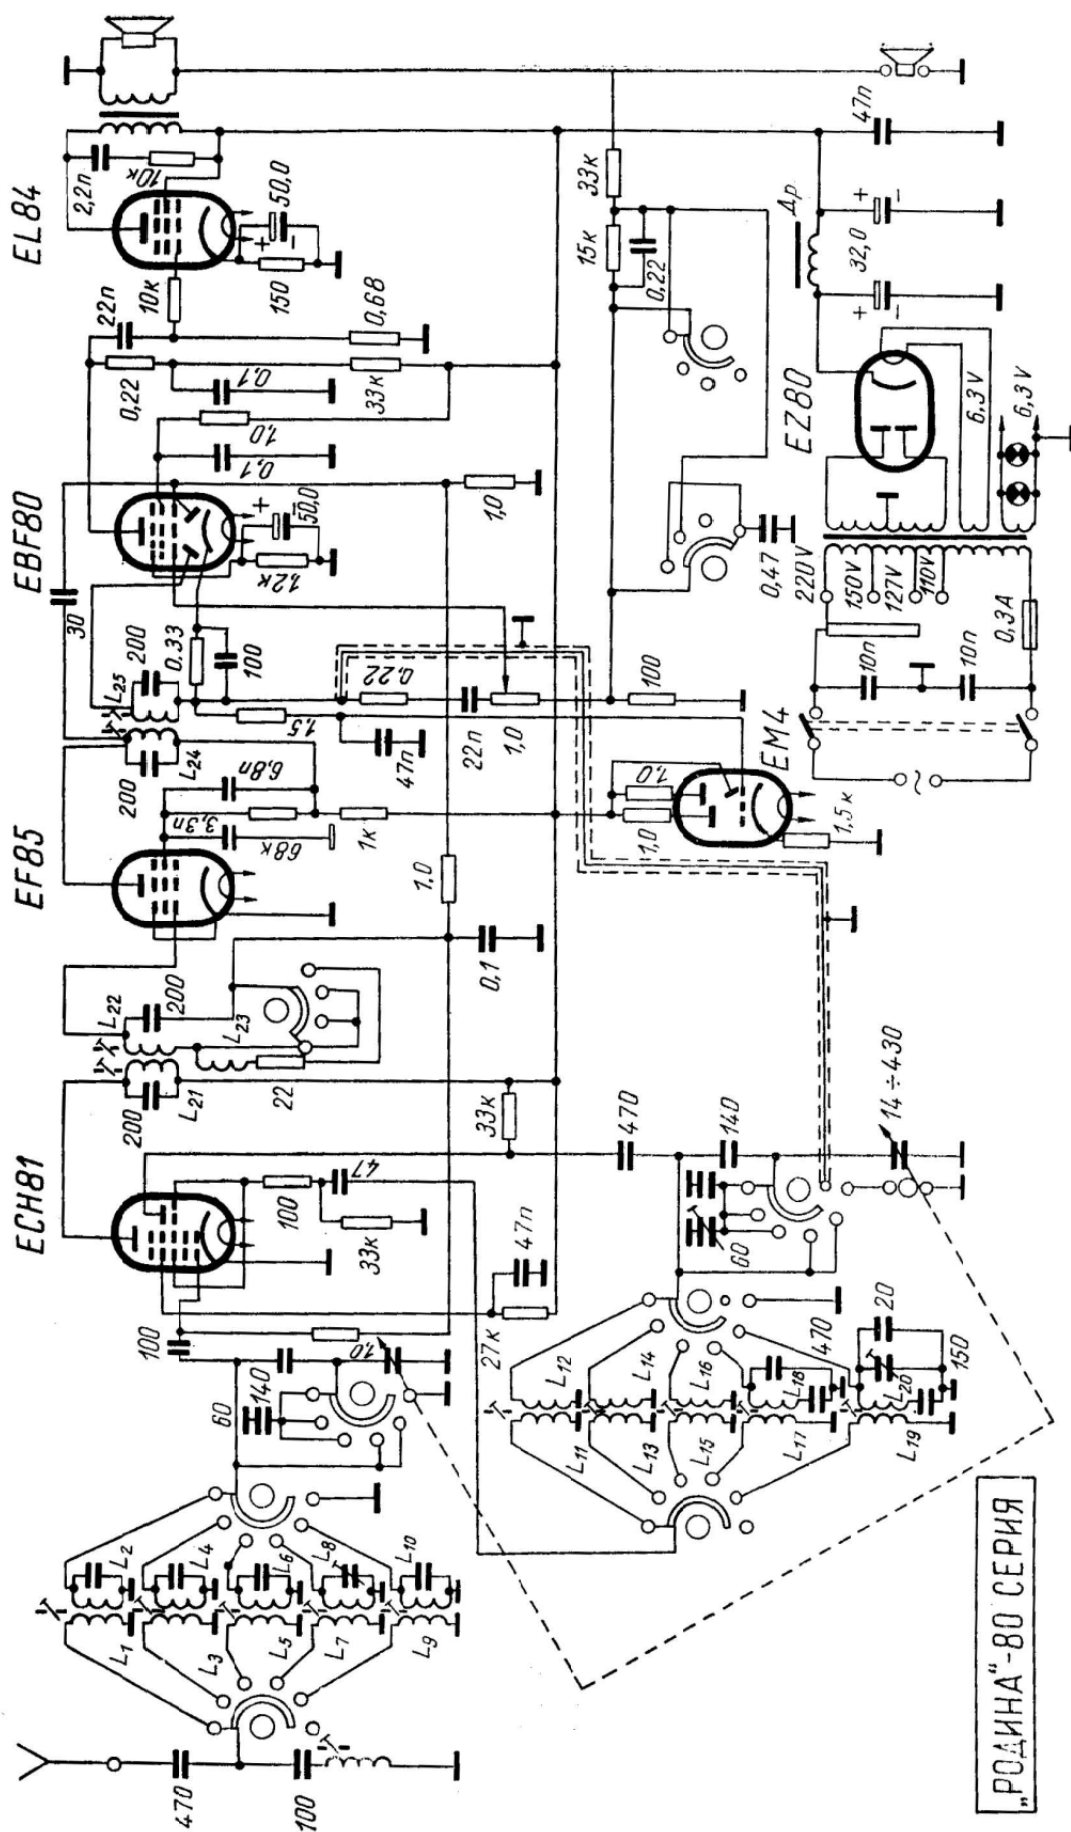 ECH81
EF85
EBF80
EL84
30
2,2п
10к
200
L21
L22
200
200
L24
L25
200
0.33
100
0,22
22п
10к
50,0
150
0,68
33к
0,1
1,0
0,1
50,0
1,2к
1,0
470
100
L1
L2
L3
L4
L5
L6
L7
L8
L9
L10
60
140
100
1,0
100
47
33к
47п
27к
33к
22
L23
0,1
1,0
3,3п
6,8п
68к
1к
1,5
47п
0,22
22п
1,0
100
33к
15к
0,22
0,47
L11
L12
L13
L14
L15
L16
L17
L18
L19
L20
470
20
150
60
470
140
14÷430
EM4
1,0
1,0
1,5к
EZ80
Др
32,0
47п
220V
150V
127V
110V
10п
10п
0,3А
6,3V
6,3V
„РОДИНА“-80 СЕРИЯ